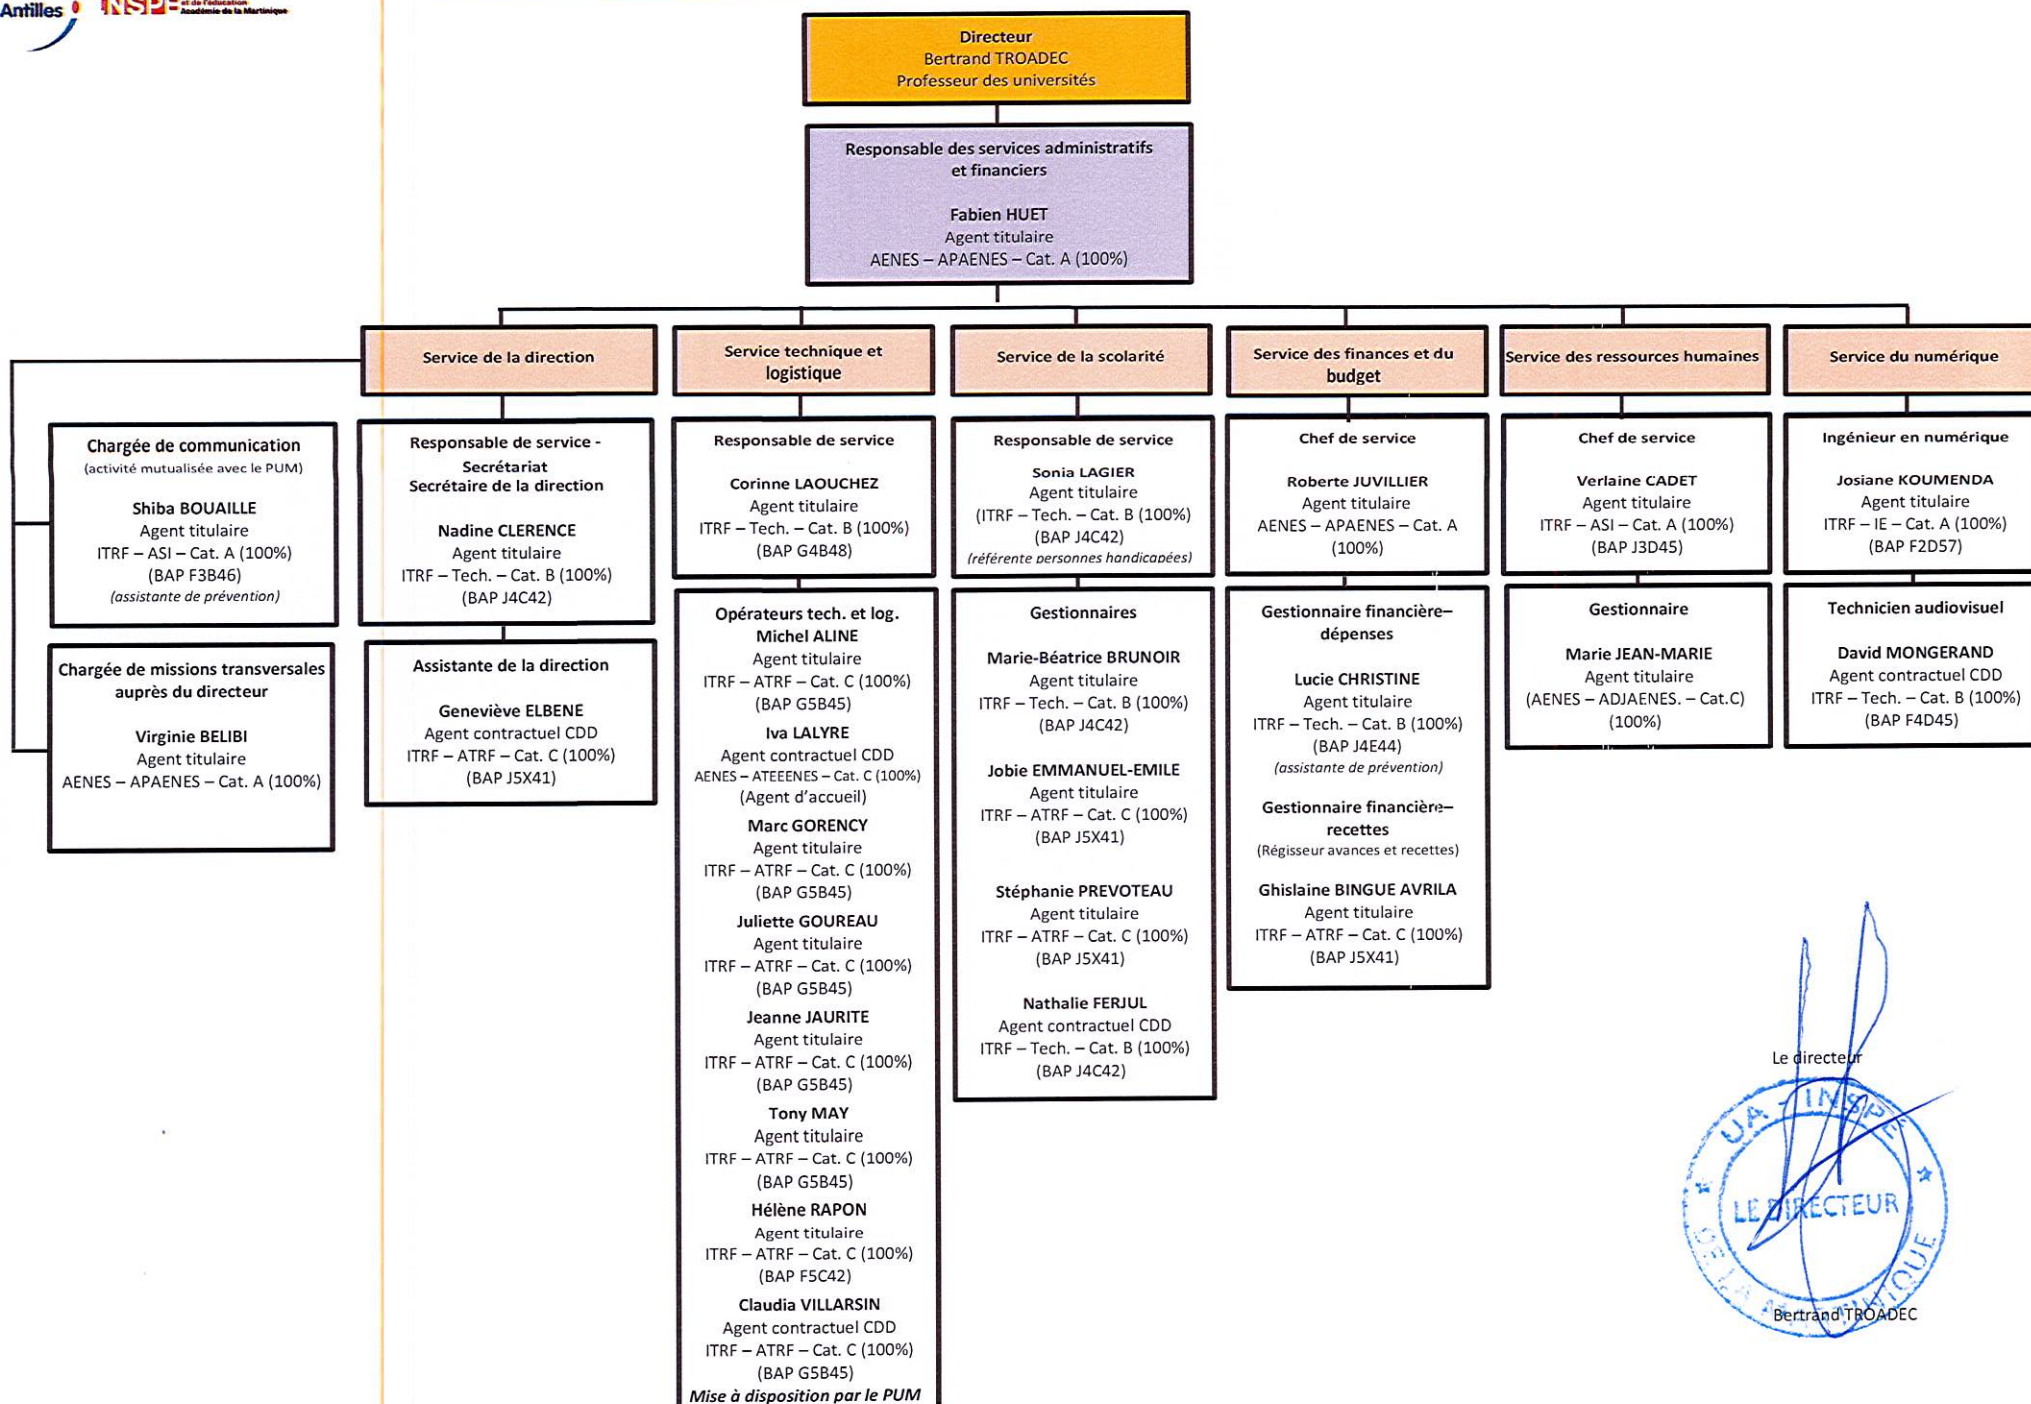 Antilles
INSPE
et de l'éducation
Académie de la Martinique
Directeur
Bertrand TROADEC
Professeur des universités
Responsable des services administratifs
et financiers
Fabien HUET
Agent titulaire
AENES – APAENES – Cat. A (100%)
Service de la direction
Service technique et
logistique
Service de la scolarité
Service des finances et du
budget
Service des ressources humaines
Service du numérique
Chargée de communication
(activité mutualisée avec le PUM)
Shiba BOUAILLE
Agent titulaire
ITRF – ASI – Cat. A (100%)
(BAP F3B46)
(assistante de prévention)
Chargée de missions transversales
auprès du directeur
Virginie BELIBI
Agent titulaire
AENES – APAENES – Cat. A (100%)
Responsable de service -
Secrétariat
Secrétaire de la direction
Nadine CLERENCE
Agent titulaire
ITRF – Tech. – Cat. B (100%)
(BAP J4C42)
Assistante de la direction
Geneviève ELBENE
Agent contractuel CDD
ITRF – ATRF – Cat. C (100%)
(BAP J5X41)
Responsable de service
Corinne LAOUCHEZ
Agent titulaire
ITRF – Tech. – Cat. B (100%)
(BAP G4B48)
Opérateurs tech. et log.
Michel ALINE
Agent titulaire
ITRF – ATRF – Cat. C (100%)
(BAP G5B45)
Iva LALYRE
Agent contractuel CDD
AENES – ATEEENES – Cat. C (100%)
(Agent d'accueil)
Marc GORENCY
Agent titulaire
ITRF – ATRF – Cat. C (100%)
(BAP G5B45)
Juliette GOUREAU
Agent titulaire
ITRF – ATRF – Cat. C (100%)
(BAP G5B45)
Jeanne JAURITE
Agent titulaire
ITRF – ATRF – Cat. C (100%)
(BAP G5B45)
Tony MAY
Agent titulaire
ITRF – ATRF – Cat. C (100%)
(BAP G5B45)
Hélène RAPON
Agent titulaire
ITRF – ATRF – Cat. C (100%)
(BAP F5C42)
Claudia VILLARSIN
Agent contractuel CDD
ITRF – ATRF – Cat. C (100%)
(BAP G5B45)
Mise à disposition par le PUM
Responsable de service
Sonia LAGIER
Agent titulaire
(ITRF – Tech. – Cat. B (100%)
(BAP J4C42)
(référente personnes handicapées)
Gestionnaires
Marie-Béatrice BRUNOIR
Agent titulaire
ITRF – Tech. – Cat. B (100%)
(BAP J4C42)
Jobie EMMANUEL-EMILE
Agent titulaire
ITRF – ATRF – Cat. C (100%)
(BAP J5X41)
Stéphanie PREVOTEAU
Agent titulaire
ITRF – ATRF – Cat. C (100%)
(BAP J5X41)
Nathalie FERJUL
Agent contractuel CDD
ITRF – Tech. – Cat. B (100%)
(BAP J4C42)
Chef de service
Roberte JUVILLIER
Agent titulaire
AENES – APAENES – Cat. A
(100%)
Gestionnaire financière–
dépenses
Lucie CHRISTINE
Agent titulaire
ITRF – Tech. – Cat. B (100%)
(BAP J4E44)
(assistante de prévention)
Gestionnaire financière–
recettes
(Régisseur avances et recettes)
Ghislaine BINGUE AVRILA
Agent titulaire
ITRF – ATRF – Cat. C (100%)
(BAP J5X41)
Chef de service
Verlaine CADET
Agent titulaire
ITRF – ASI – Cat. A (100%)
(BAP J3D45)
Gestionnaire
Marie JEAN-MARIE
Agent titulaire
(AENES – ADJAENES. – Cat.C)
(100%)
Ingénieur en numérique
Josiane KOUMENDA
Agent titulaire
ITRF – IE – Cat. A (100%)
(BAP F2D57)
Technicien audiovisuel
David MONGERAND
Agent contractuel CDD
ITRF – Tech. – Cat. B (100%)
(BAP F4D45)
Le directeur
UA - INSPE
LE DIRECTEUR
DE LA MARTINIQUE
Bertrand TROADEC